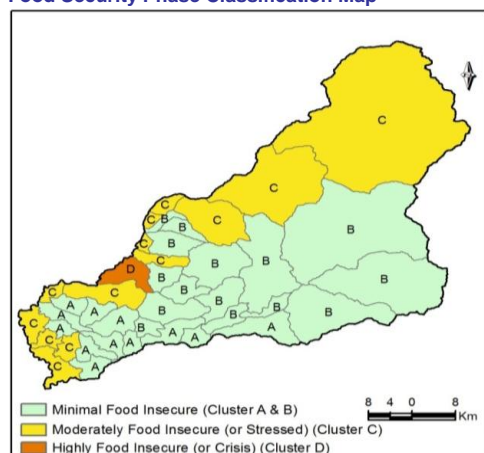 Food Security Phase Classification Map
C
C
B
C
C
C
B
B
C
B
B
B
C
C
D
B
B
B
C
C
B
B
A
B
B
A
A
B
B
C
A
A
B
A
C
A
A
A
A
C
A
C
A
Minimal Food Insecure (Cluster A & B)
8 4 0 8
Km
Moderately Food Insecure (or Stressed) (Cluster C)
Highly Food Insecure (or Crisis) (Cluster D)